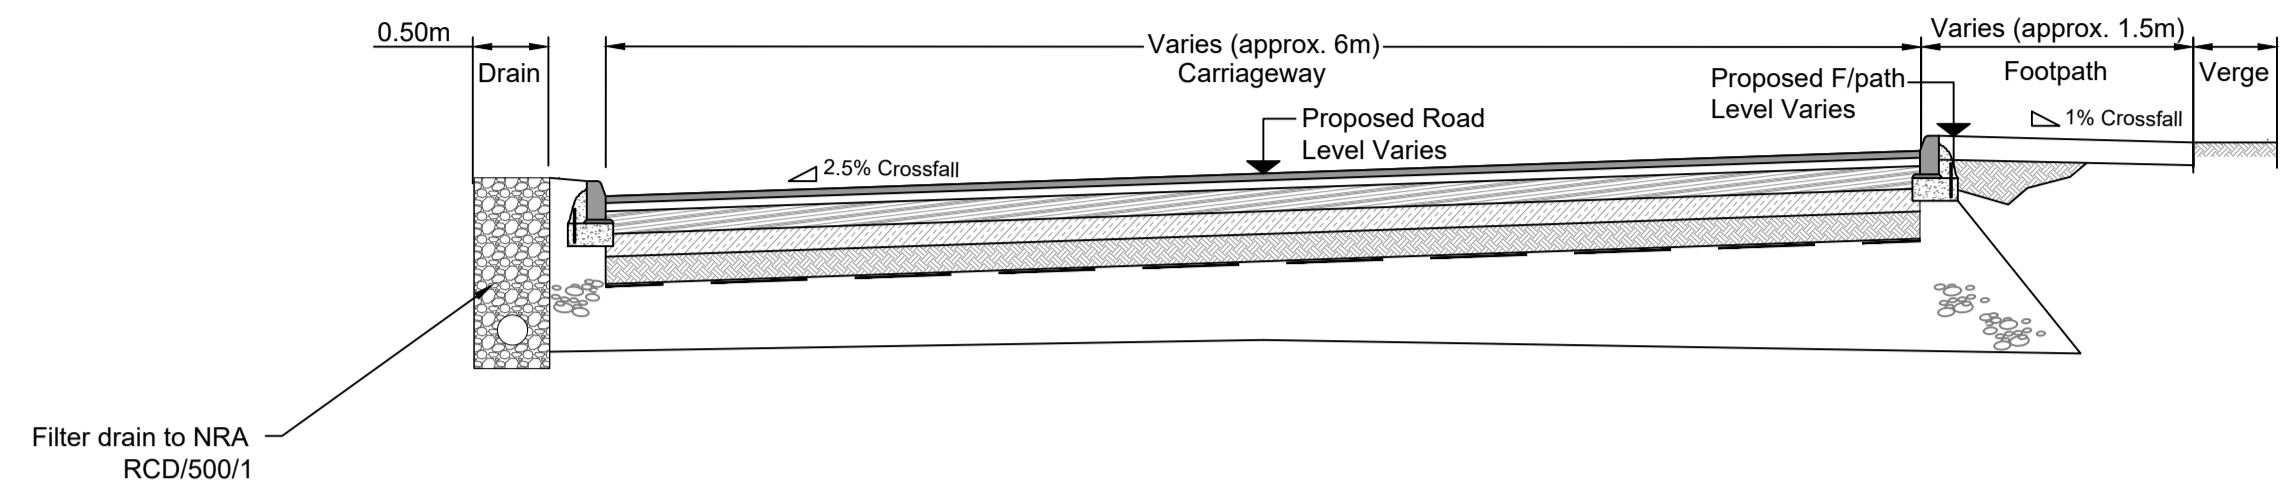 0.50m
Drain
Varies (approx. 6m)
Carriageway
Varies (approx. 1.5m)
Footpath
Verge
Proposed F/path
Level Varies
Proposed Road
Level Varies
1% Crossfall
2.5% Crossfall
Filter drain to NRA
RCD/500/1